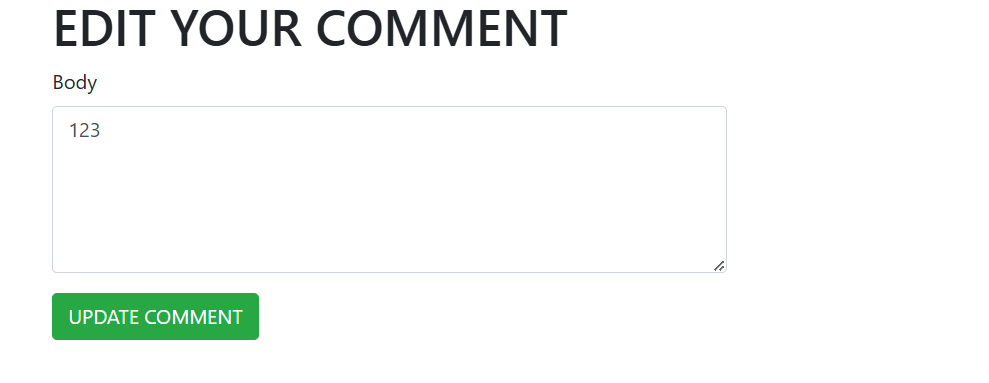 EDIT YOUR COMMENT
Body
123
UPDATE COMMENT